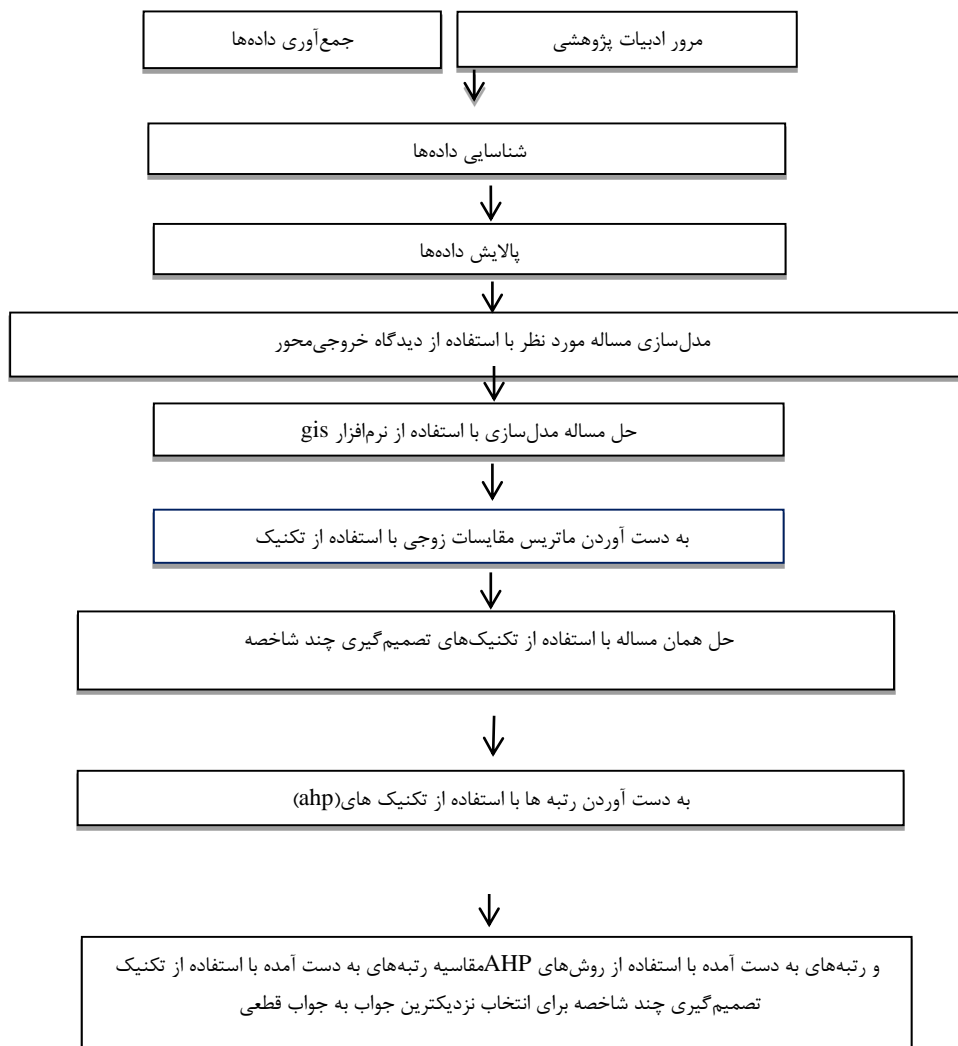 مرور ادبیات پژوهشی
جمع‌آوری داده‌ها
شناسایی داده‌ها
پالایش داده‌ها
مدل‌سازی مساله مورد نظر با استفاده از دیدگاه خروجی‌محور
حل مساله مدل‌سازی با استفاده از نرم‌افزار gis
به دست آوردن ماتریس مقایسات زوجی با استفاده از تکنیک
حل همان مساله با استفاده از تکنیک‌های تصمیم‌گیری چند شاخصه
به دست آوردن رتبه ها با استفاده از تکنیک های(ahp)
و رتبه‌های به دست آمده با استفاده از روش‌های AHPمقاسیه رتبه‌های به دست آمده با استفاده از تکنیک
تصمیم‌گیری چند شاخصه برای انتخاب نزدیکترین جواب به جواب قطعی